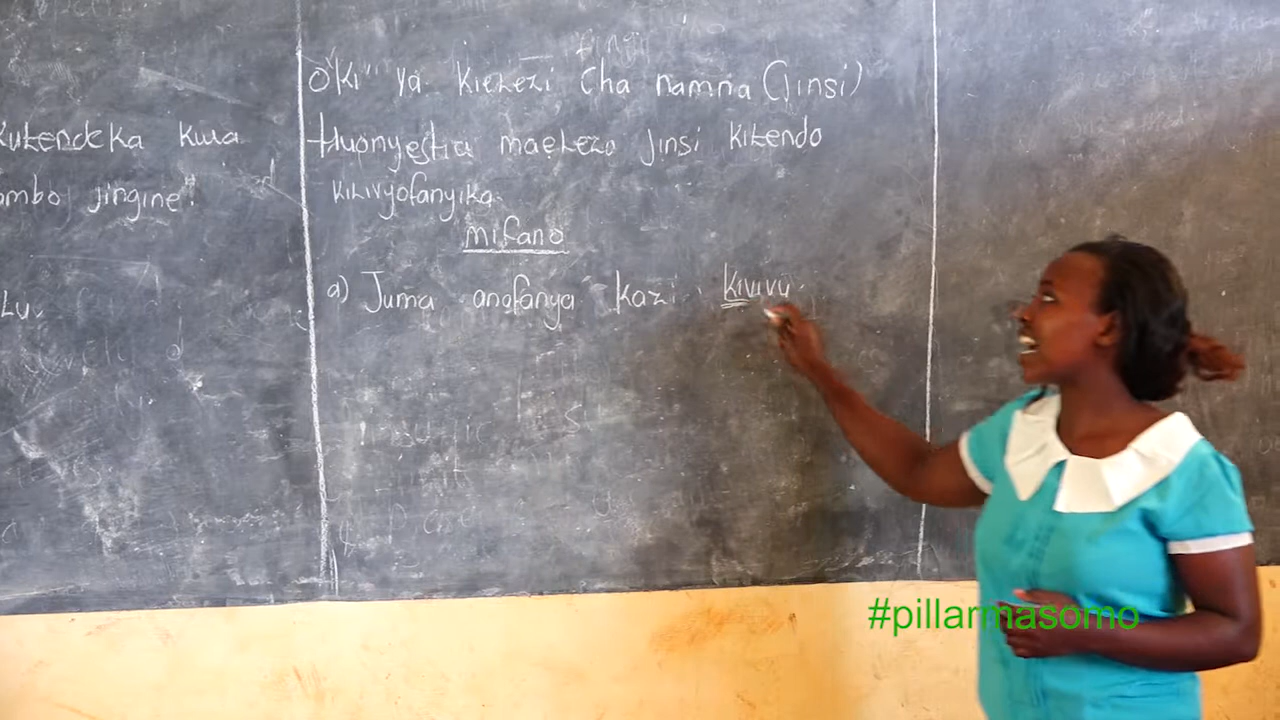 Kutendeka kwa
jingine?
"Ki" ya kielezi cha namna (jinsi)
Huonyesha maelezo jinsi kitendo
kilivyofanyika.
mifano
a) Juma anafanya kazi kivivu.
#pillarmasomo